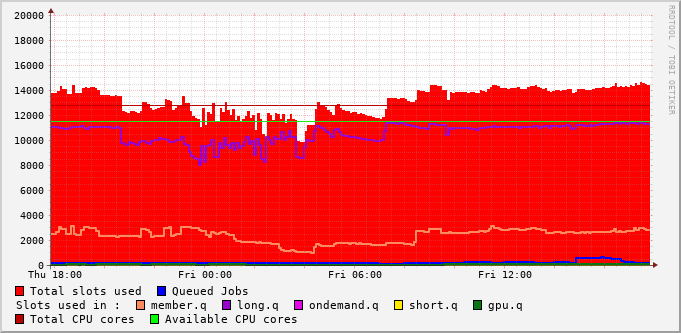 RRDTOOL / TOBI OETIKER
20000
18000
16000
14000
12000
10000
8000
6000
4000
2000
0
Thu 18:00 Fri 00:00 Fri 06:00 Fri 12:00
Total slots used Queued Jobs
Slots used in : member.q long.q ondemand.q short.q gpu.q
Total CPU cores Available CPU cores